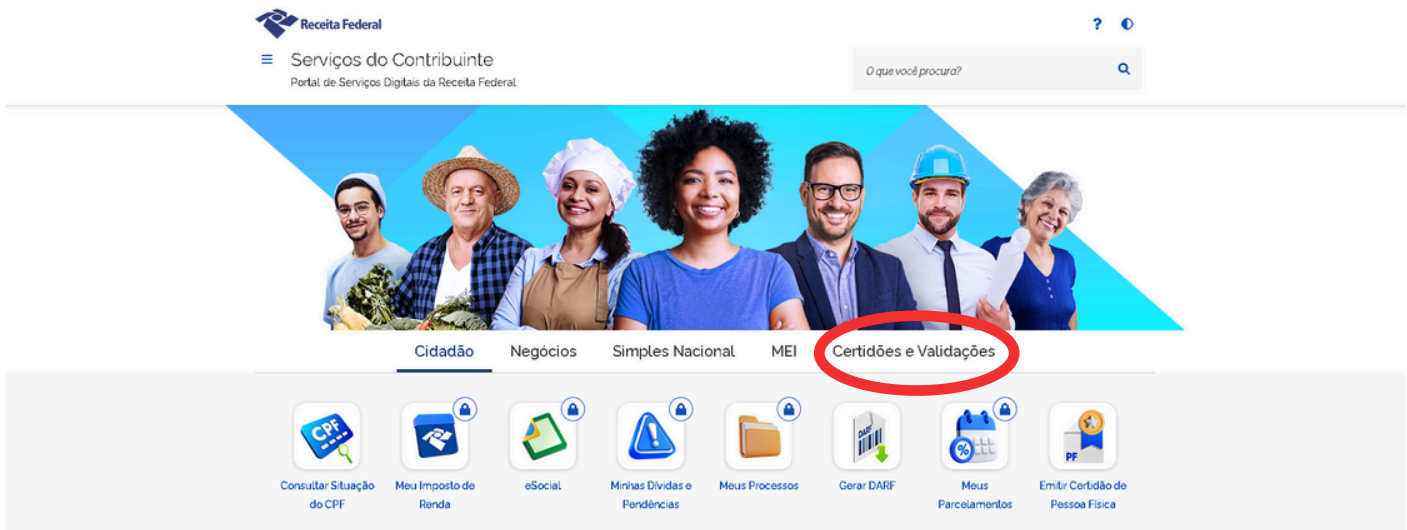 Receita Federal
?
Serviços do Contribuinte
Portal de Serviços Digitais da Receita Federal
O que você procura?
Cidadão Negócios Simples Nacional MEI Certidões e Validações
CPF
DARF
%
PF
Consultar Situação do CPF
Meu Imposto de Renda
eSocial
Minhas Dívidas e Pendências
Meus Processos
Gerar DARF
Meus Parcelamentos
Emitir Certidão de Pessoa Física